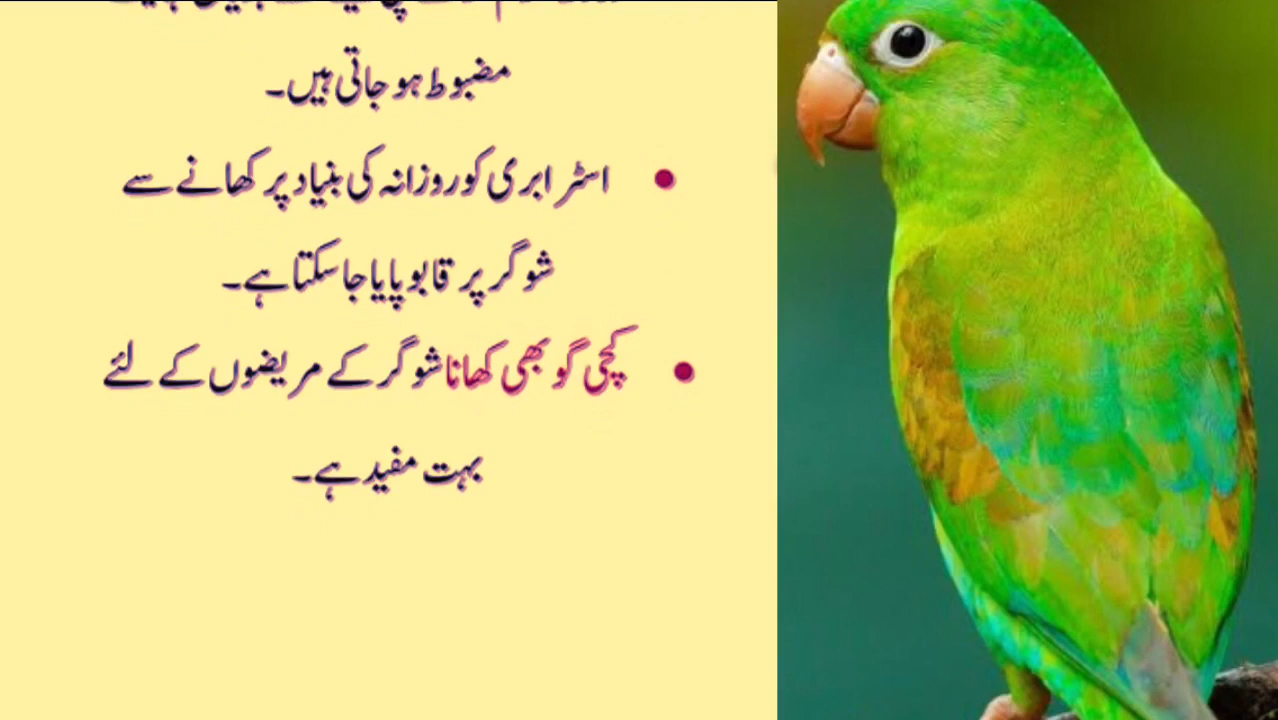 مضبوط ہو جاتی ہیں۔
اسٹرابری کو روزانہ کی بنیاد پر کھانے سے
شوگر پر قابو پایا جا سکتا ہے۔
کچی گوبھی کھانا شوگر کے مریضوں کے لئے
بہت مفید ہے۔